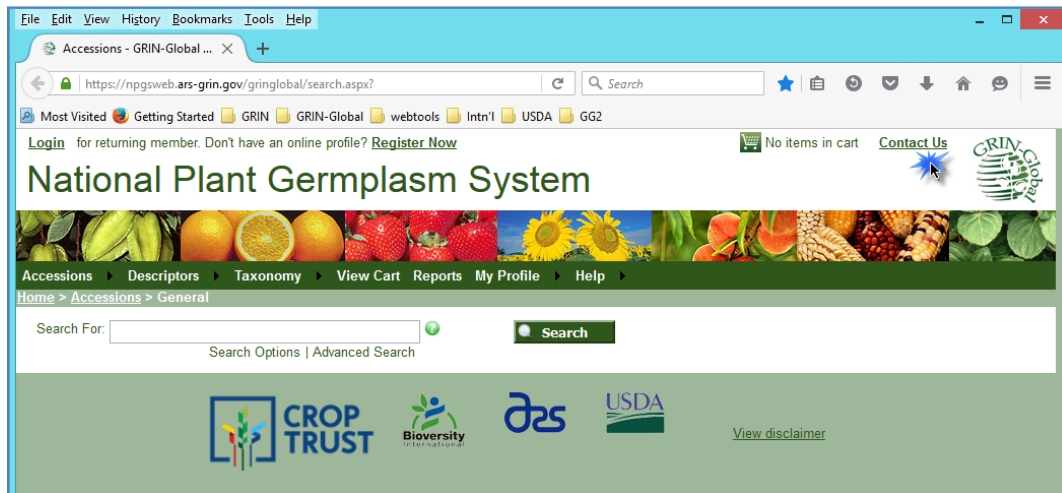 File Edit View History Bookmarks Tools Help
Accessions - GRIN-Global ...
https://npgsweb.ars-grin.gov/gringlobal/search.aspx?
Search
Most Visited Getting Started GRIN GRIN-Global webtools Intn'l USDA GG2
Login for returning member. Don't have an online profile? Register Now
No items in cart Contact Us
GRIN-Global
National Plant Germplasm System
Accessions Descriptors Taxonomy View Cart Reports My Profile Help
Home > Accessions > General
Search For:
Search
Search Options | Advanced Search
CROP
TRUST
Bioversity
International
ars
USDA
View disclaimer